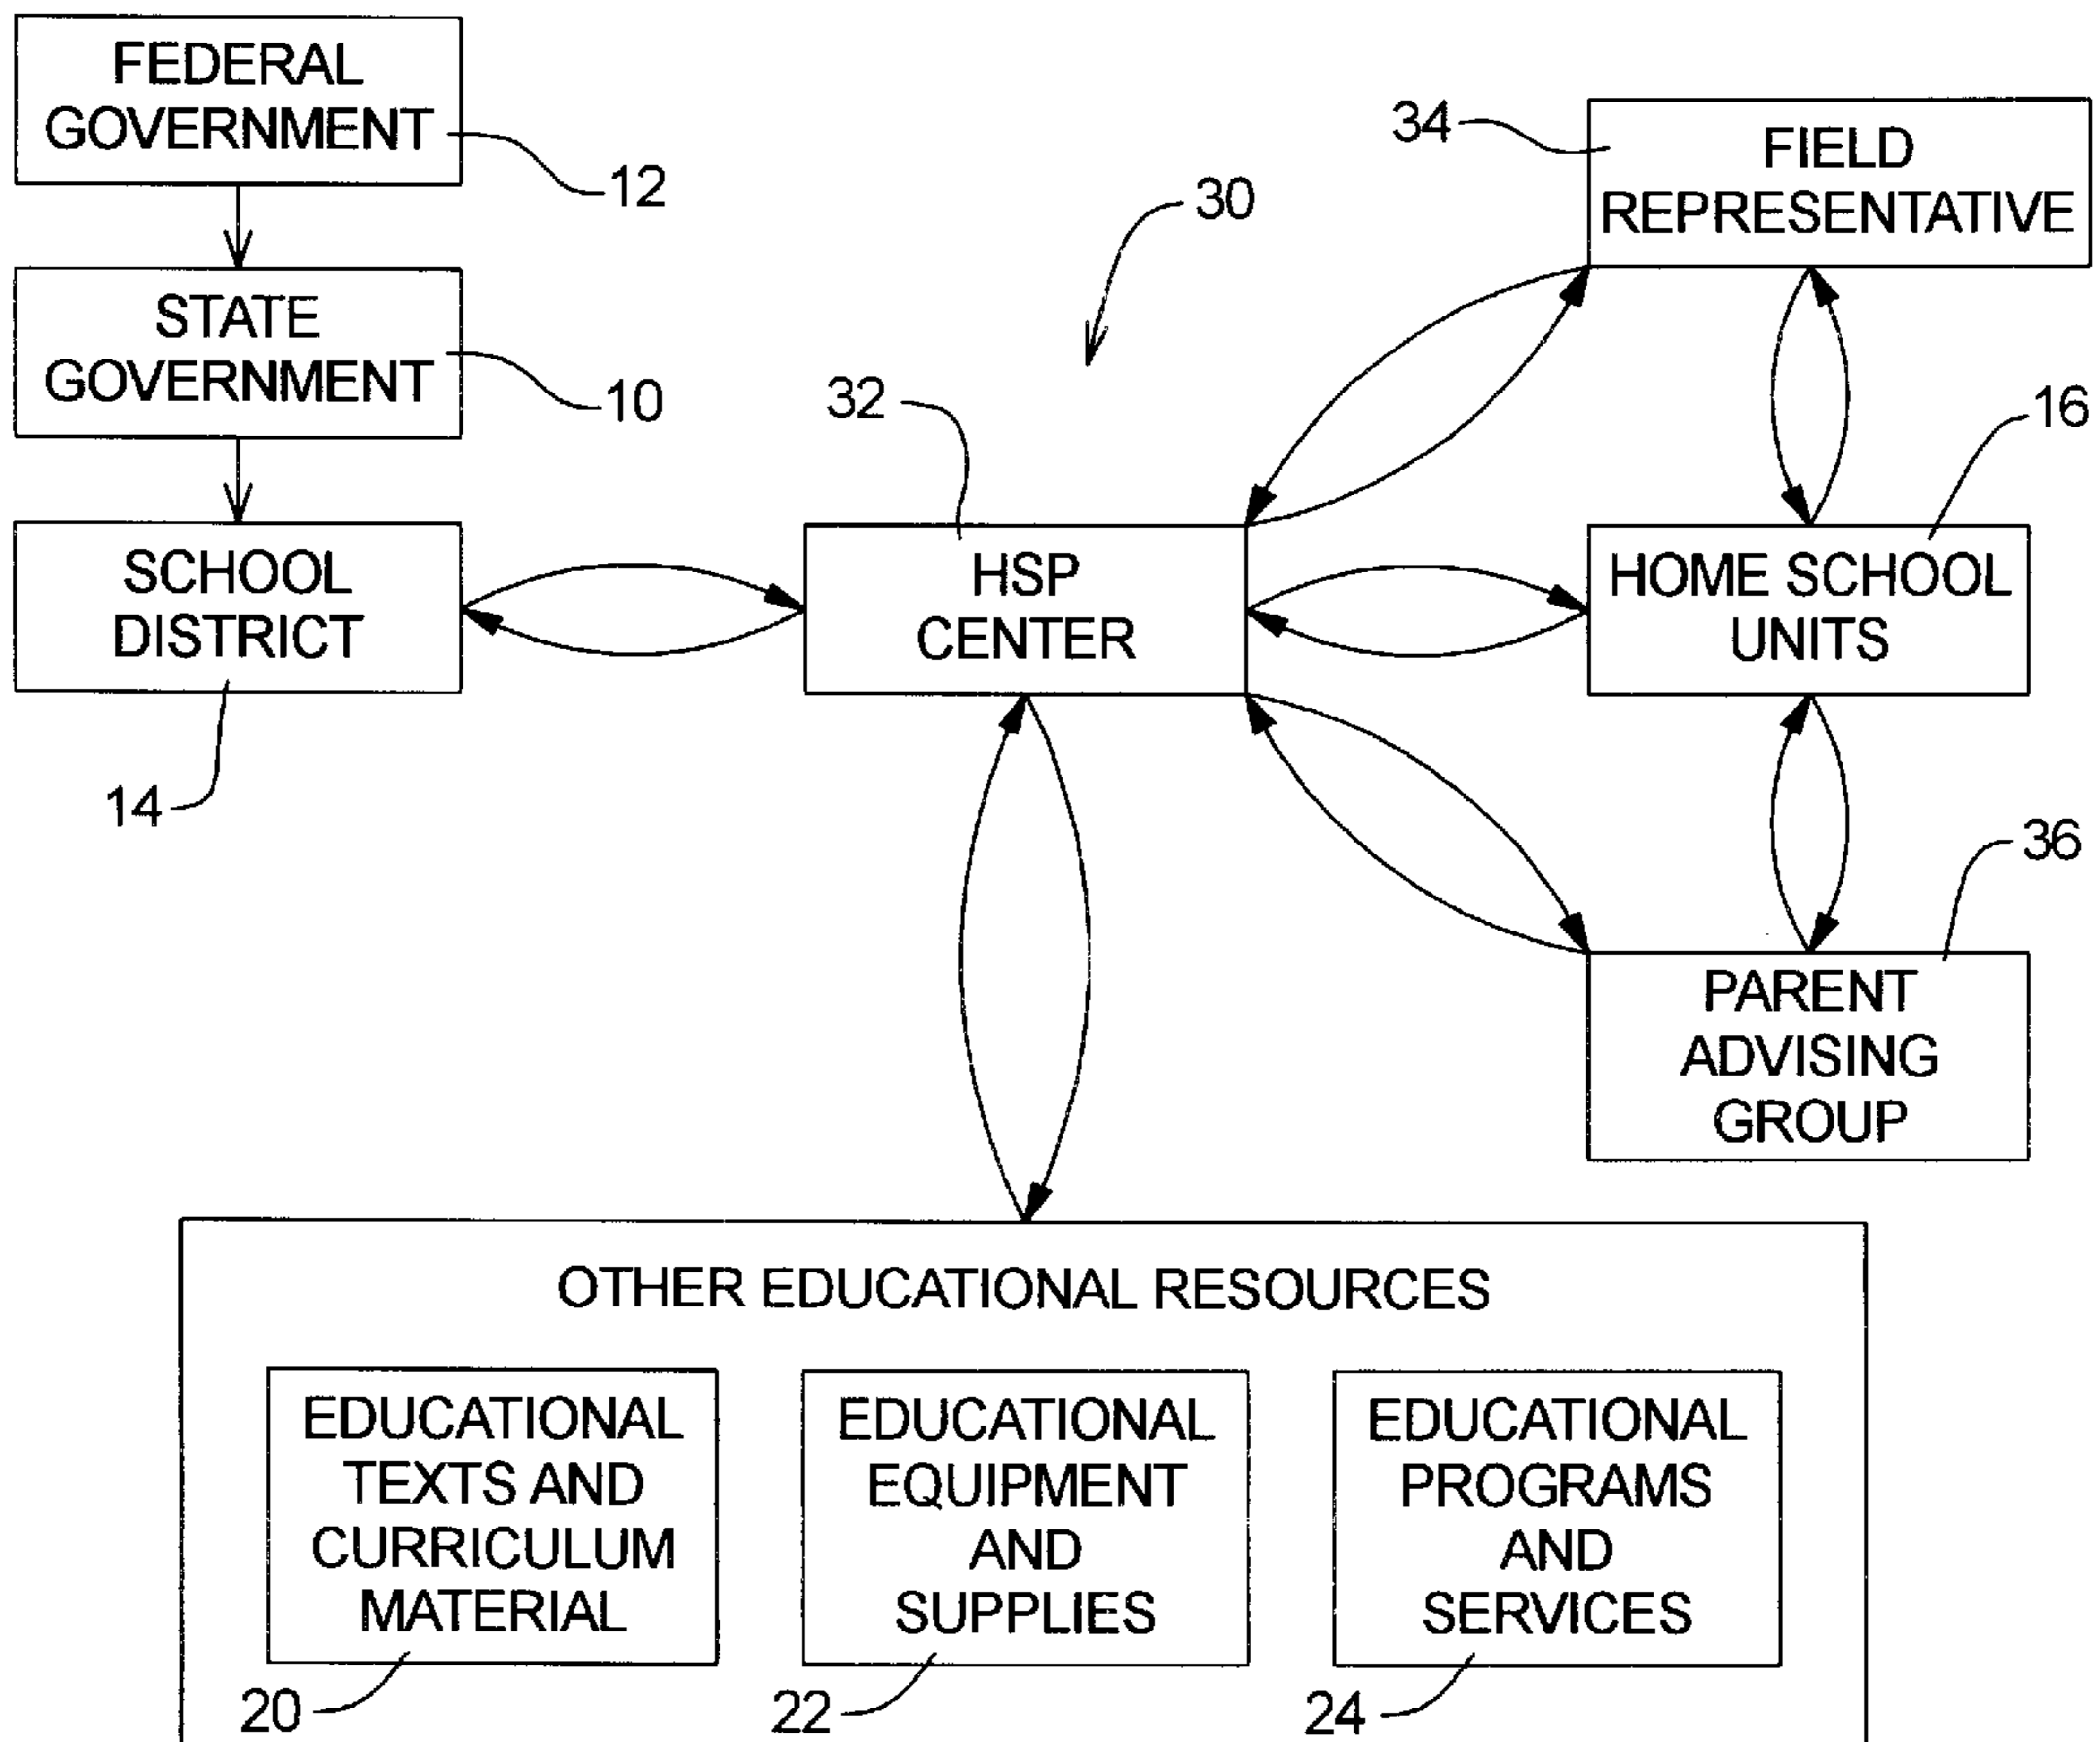 FEDERAL
GOVERNMENT
12
STATE
GOVERNMENT
10
SCHOOL
DISTRICT
14
30
32
HSP
CENTER
34
FIELD
REPRESENTATIVE
16
HOME SCHOOL
UNITS
36
PARENT
ADVISING
GROUP
OTHER EDUCATIONAL RESOURCES
EDUCATIONAL
TEXTS AND
CURRICULUM
MATERIAL
20
EDUCATIONAL
EQUIPMENT
AND
SUPPLIES
22
EDUCATIONAL
PROGRAMS
AND
SERVICES
24